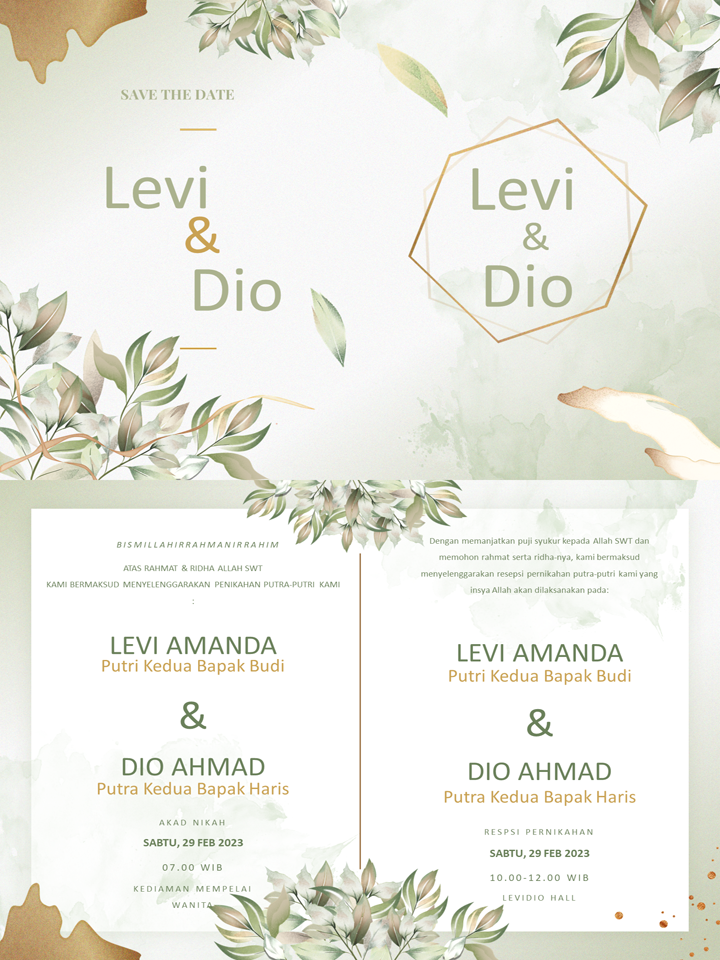 SAVE THE DATE
Levi
&
Dio
Levi
&
Dio
BISMILLAHIRRAHMANIRRAHIM
ATAS RAHMAT & RIDHA ALLAH SWT
KAMI BERMAKSUD MENYELENGGARAKAN PENIKAHAN PUTRA-PUTRI KAMI
:
LEVI AMANDA
Putri Kedua Bapak Budi
&
DIO AHMAD
Putra Kedua Bapak Haris
AKAD NIKAH
SABTU, 29 FEB 2023
07.00 WIB
KEDIAMAN MEMPELAI
WANITA
Dengan memanjatkan puji syukur kepada Allah SWT dan
memohon rahmat serta ridha-nya, kami bermaksud
menyelenggarakan resepsi pernikahan putra-putri kami yang
insya Allah akan dilaksanakan pada:
LEVI AMANDA
Putri Kedua Bapak Budi
&
DIO AHMAD
Putra Kedua Bapak Haris
RESPSI PERNIKAHAN
SABTU, 29 FEB 2023
10.00-12.00 WIB
LEVIDIO HALL